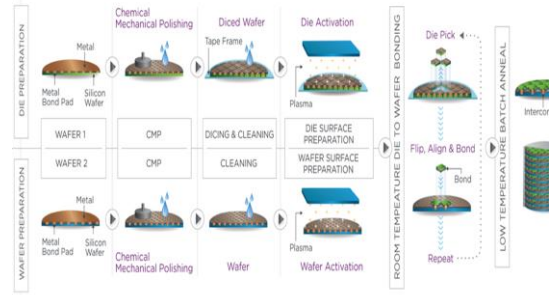 DIE PREPARATION
Chemical
Mechanical Polishing
Diced Wafer
Die Activation
Metal
Tape Frame
Plasma
Metal
Bond Pad
Silicon
Wafer
WAFER 1
CMP
DICING & CLEANING
DIE SURFACE
PREPARATION
WAFER 2
CMP
CLEANING
WAFER SURFACE
PREPARATION
WAFER PREPARATION
Metal
Metal
Bond Pad
Silicon
Wafer
Chemical
Mechanical Polishing
Wafer
Plasma
Wafer Activation
ROOM TEMPEATURE DIE TO WAFER BONDING
Die Pick
Flip, Align & Bond
Bond
Repeat
LOW TEMPERATURE BATCH ANNEAL